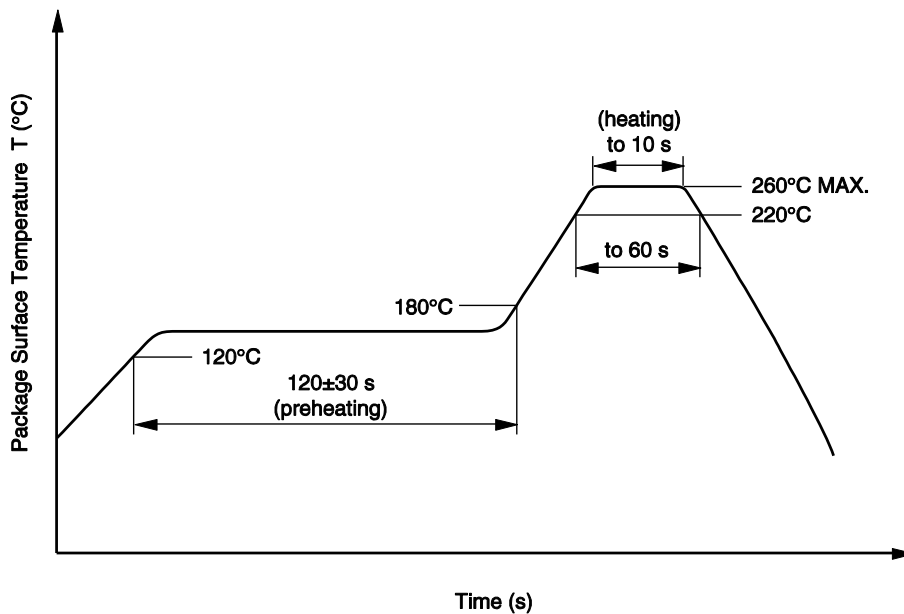 Package Surface Temperature T (°C)
(heating)
to 10 s
260°C MAX.
220°C
to 60 s
180°C
120°C
120±30 s
(preheating)
Time (s)